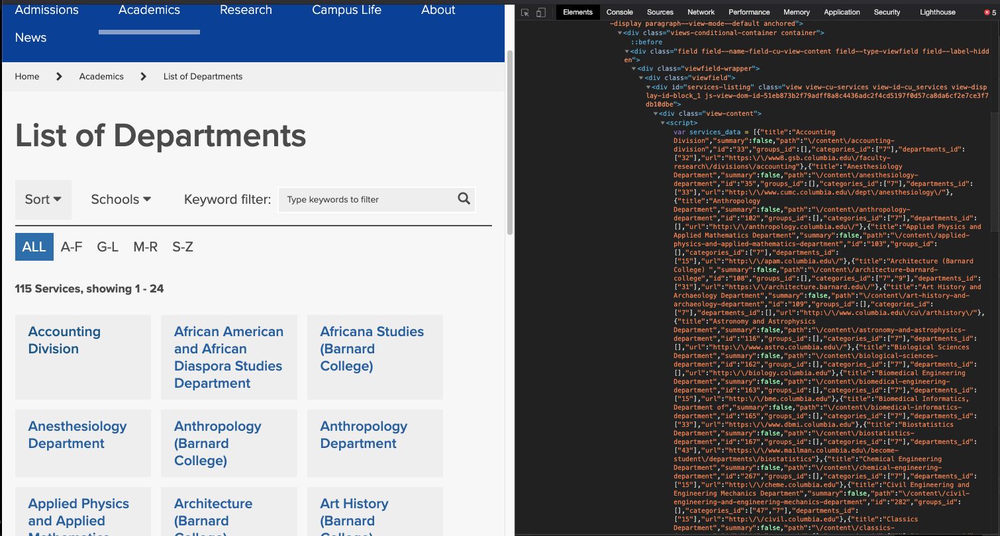 Admissions Academics Research Campus Life About
News
Home Academics List of Departments
List of Departments
Sort Schools Keyword filter: Type keywords to filter
ALL A-F G-L M-R S-Z
115 Services, showing 1 - 24
Accounting
Division
African American
and African
Diaspora Studies
Department
Africana Studies
(Barnard
College)
Anesthesiology
Department
Anthropology
(Barnard
College)
Anthropology
Department
Applied Physics
and Applied
Mathematics
Architecture
(Barnard
College)
Art History
(Barnard
College)
Elements Console Sources Network Performance Memory Application Security Lighthouse 5
-display paragraph--view-mode--default anchored">
<div class="views-conditional-container container">
::before
<div class="field field--name-field-cu-view-content field--type-viewfield field--label-hidd
en">
<div class="viewfield-wrapper">
<div class="viewfield">
<div id="services-listing" class="view view-cu-services view-id-cu_services view-disp
lay-id-block_1 js-view-dom-id-51eb873b2f79adff8a8c4436adc2f4cd5197f0d57ca8da6cf2e7ce3f7
db10dbe">
<div class="view-content">
<script>
var services_data = [{"title":"Accounting
Division","summary":false,"path":"\/content\/accounting-
division","id":"33","groups_id":[],"categories_id":["7"],"departments_id":
["32"],"url":"https:\/\/www8.gsb.columbia.edu\/faculty-
research\/divisions\/accounting"},{"title":"Anesthesiology
Department","summary":false,"path":"\/content\/anesthesiology-
department","id":"35","groups_id":[],"categories_id":["7"],"departments_id":
["33"],"url":"http:\/\/www.cumc.columbia.edu\/dept\/anesthesiology\/"},
{"title":"Anthropology
Department","summary":false,"path":"\/content\/anthropology-
department","id":"102","groups_id":[],"categories_id":["7"],"departments_id":
[],"url":"http:\/\/anthropology.columbia.edu\/"},{"title":"Applied Physics and
Applied Mathematics Department","summary":false,"path":"\/content\/applied-
physics-and-applied-mathematics-department","id":"103","groups_id":
[],"categories_id":["7"],"departments_id":
["15"],"url":"http:\/\/apam.columbia.edu\/"},{"title":"Architecture (Barnard
College) ","summary":false,"path":"\/content\/architecture-barnard-
college","id":"108","groups_id":[],"categories_id":["7","9"],"departments_id":
["31"],"url":"https:\/\/architecture.barnard.edu\/"},{"title":"Art History and
Archaeology Department","summary":false,"path":"\/content\/art-history-and-
archaeology-department","id":"109","groups_id":[],"categories_id":
["7"],"departments_id":[],"url":"http:\/\/www.columbia.edu\/cu\/arthistory\/"},
{"title":"Astronomy and Astrophysics
Department","summary":false,"path":"\/content\/astronomy-and-astrophysics-
department","id":"116","groups_id":[],"categories_id":["7"],"departments_id":
[],"url":"http:\/\/www.astro.columbia.edu\/"},{"title":"Biological Sciences
Department","summary":false,"path":"\/content\/biological-sciences-
department","id":"162","groups_id":[],"categories_id":["7"],"departments_id":
[],"url":"http:\/\/biology.columbia.edu"},{"title":"Biomedical Engineering
Department","summary":false,"path":"\/content\/biomedical-engineering-
department","id":"163","groups_id":[],"categories_id":["7"],"departments_id":
["15"],"url":"http:\/\/bme.columbia.edu"},{"title":"Biomedical Informatics,
Department of","summary":false,"path":"\/content\/biomedical-informatics-
department","id":"165","groups_id":[],"categories_id":["7"],"departments_id":
["33"],"url":"https:\/\/www.dbmi.columbia.edu"},{"title":"Biostatistics
Department","summary":false,"path":"\/content\/biostatistics-
department","id":"167","groups_id":[],"categories_id":["7"],"departments_id":
["43"],"url":"https:\/\/www.mailman.columbia.edu\/become-
student\/departments\/biostatistics"},{"title":"Chemical Engineering
Department","summary":false,"path":"\/content\/chemical-engineering-
department","id":"267","groups_id":[],"categories_id":["7"],"departments_id":
["15"],"url":"http:\/\/cheme.columbia.edu"},{"title":"Civil Engineering and
Engineering Mechanics Department","summary":false,"path":"\/content\/civil-
engineering-and-engineering-mechanics-department","id":"282","groups_id":
[],"categories_id":["47","7"],"departments_id":
["15"],"url":"http:\/\/civil.columbia.edu"},{"title":"Classics
Department","summary":false,"path":"\/content\/classics-